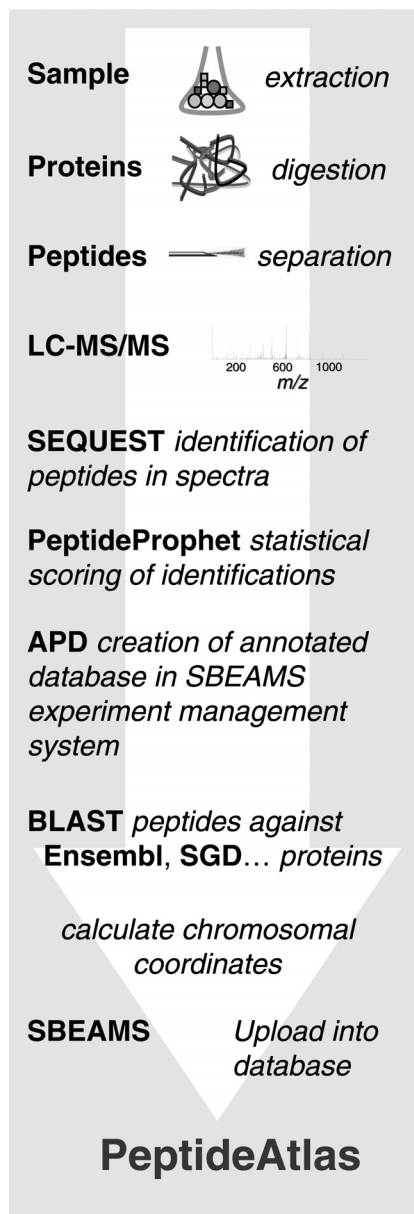 Sample extraction
Proteins digestion
Peptides separation
LC-MS/MS
200 600 1000
m/z
SEQUEST identification of
peptides in spectra
PeptideProphet statistical
scoring of identifications
APD creation of annotated
database in SBEAMS
experiment management
system
BLAST peptides against
Ensembl, SGD... proteins
calculate chromosomal
coordinates
SBEAMS Upload into
database
PeptideAtlas